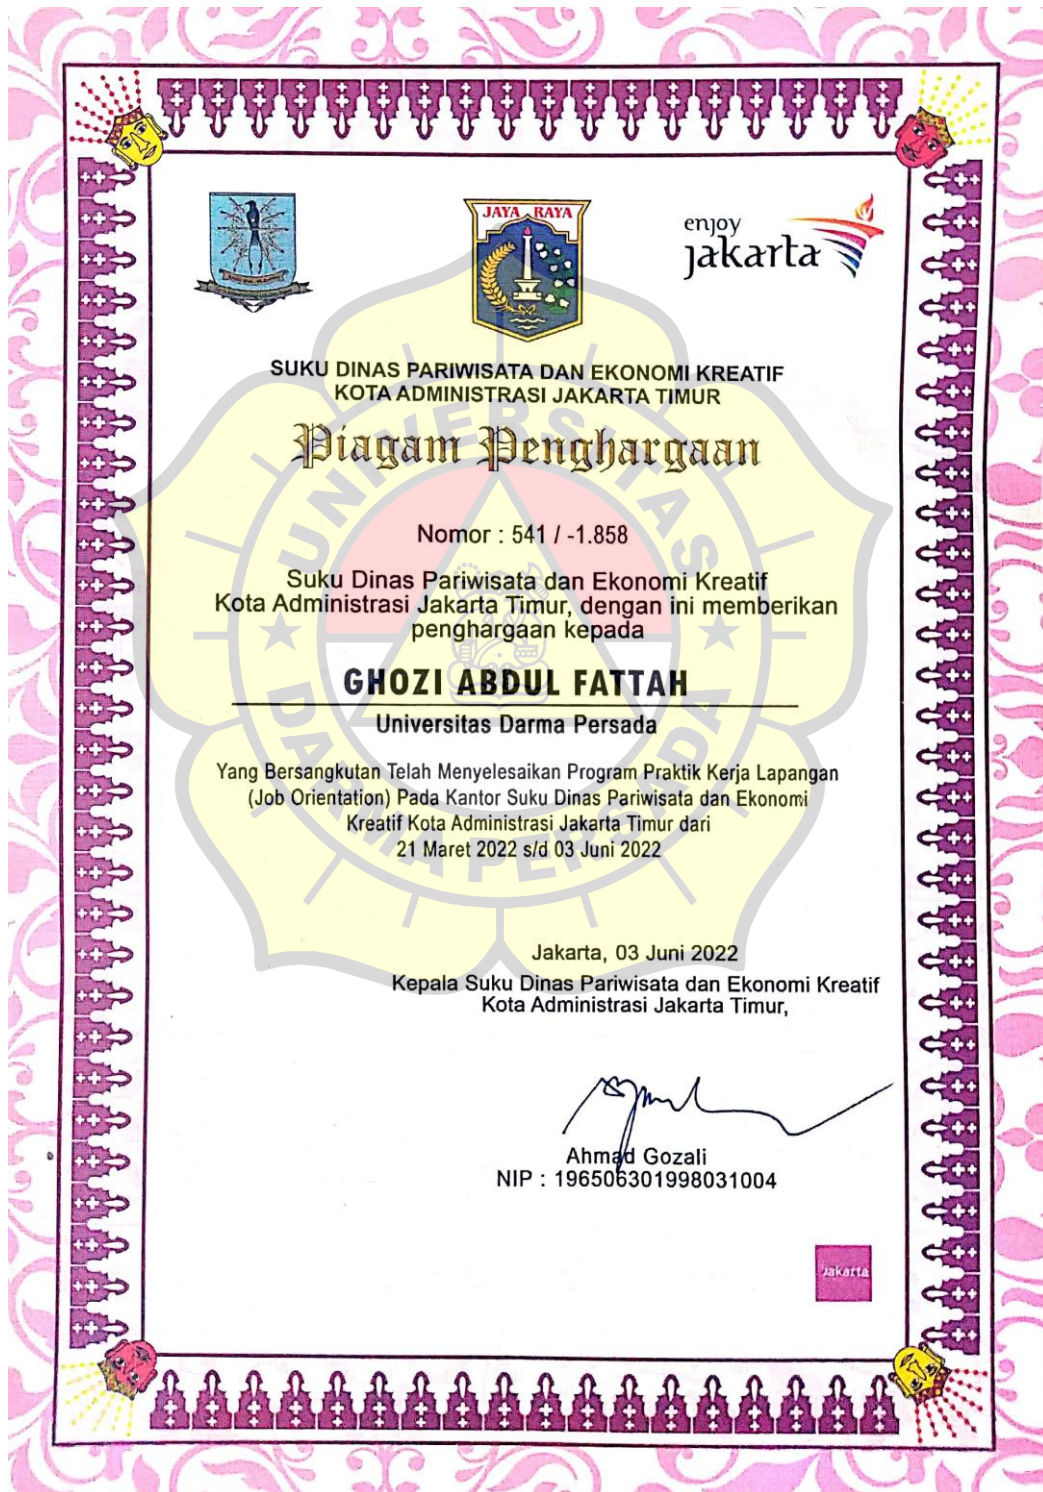 JAYA RAYA
enjoy
jakarta
SUKU DINAS PARIWISATA DAN EKONOMI KREATIF
KOTA ADMINISTRASI JAKARTA TIMUR
Piagam Penghargaan
Nomor : 541 / -1.858
Suku Dinas Pariwisata dan Ekonomi Kreatif
Kota Administrasi Jakarta Timur, dengan ini memberikan
penghargaan kepada
GHOZI ABDUL FATTAH
Universitas Darma Persada
Yang Bersangkutan Telah Menyelesaikan Program Praktik Kerja Lapangan
(Job Orientation) Pada Kantor Suku Dinas Pariwisata dan Ekonomi
Kreatif Kota Administrasi Jakarta Timur dari
21 Maret 2022 s/d 03 Juni 2022
Jakarta, 03 Juni 2022
Kepala Suku Dinas Pariwisata dan Ekonomi Kreatif
Kota Administrasi Jakarta Timur,
Ahmad Gozali
NIP : 196506301998031004
Jakarta
UNIVERSITAS
DARMA PERSADA